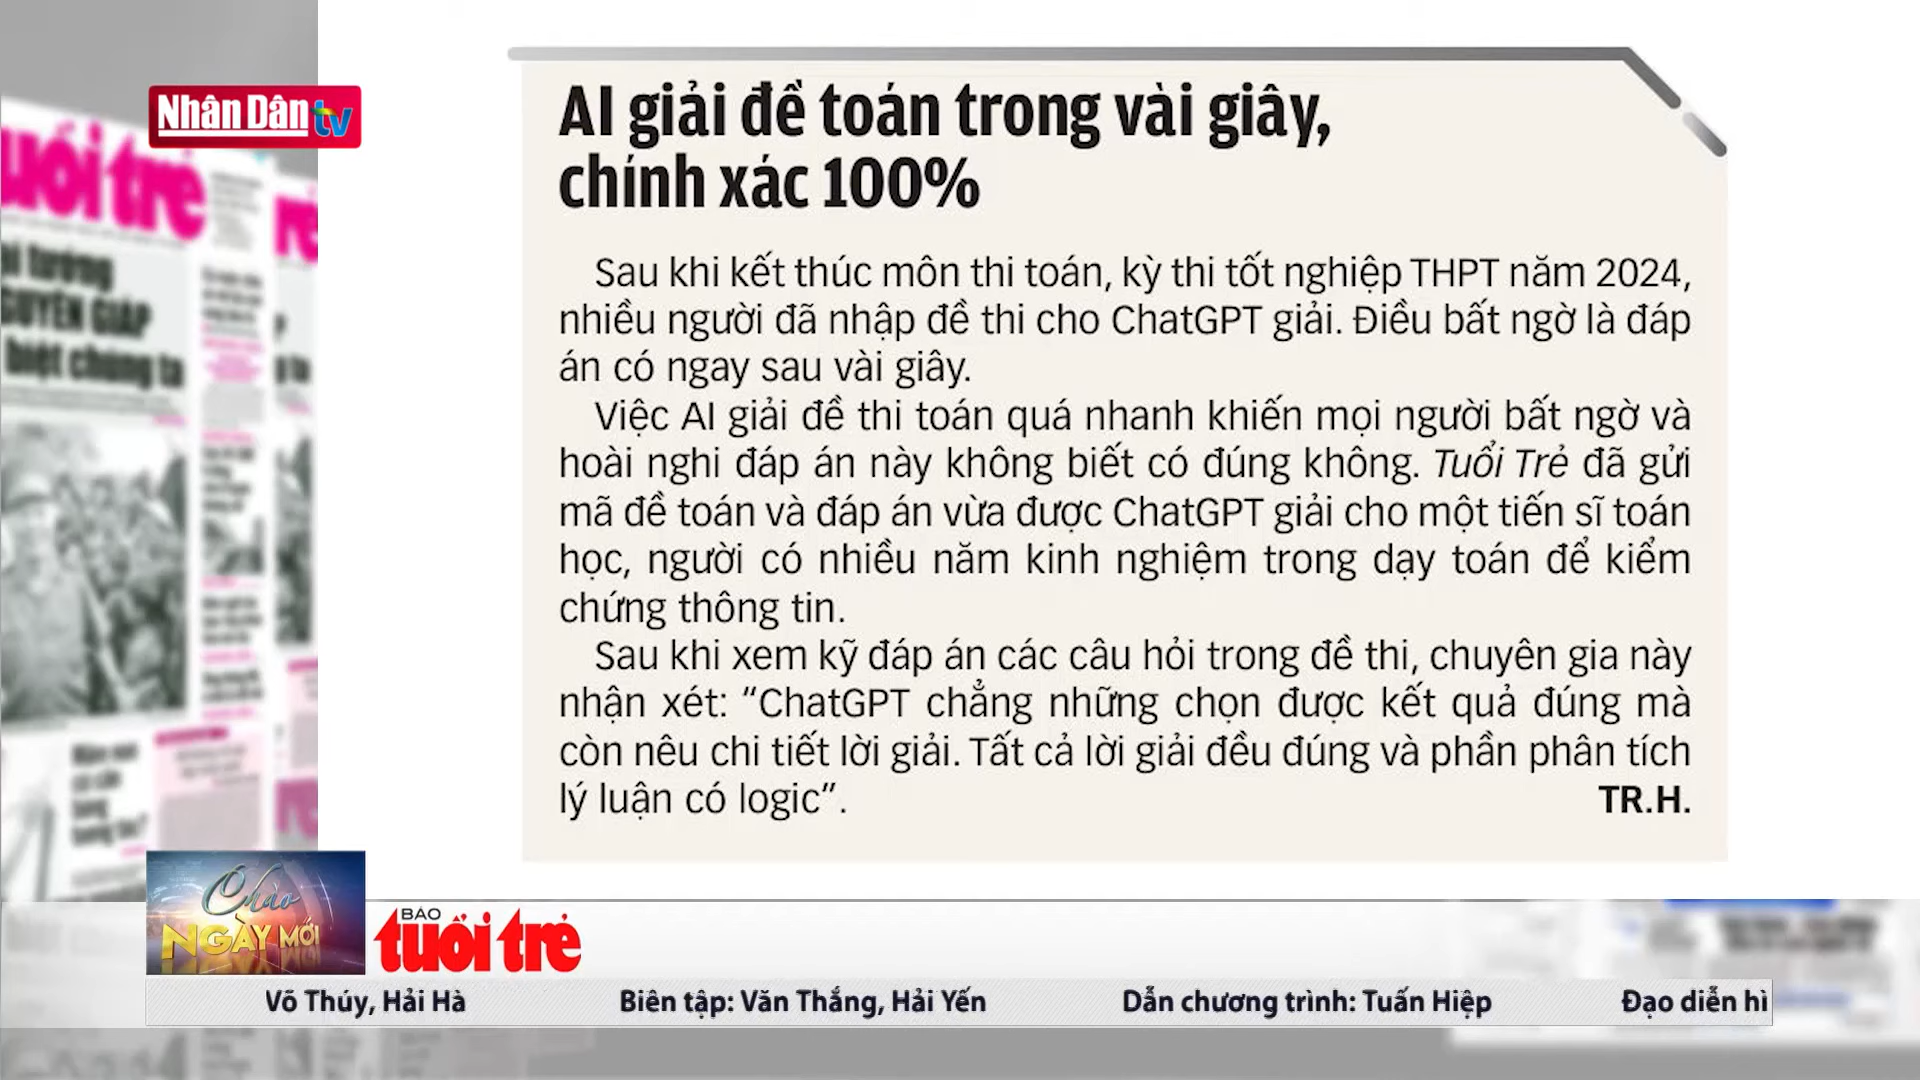 Nhân Dân tv
tuổi trẻ
AI giải đề toán trong vài giây,
chính xác 100%
Sau khi kết thúc môn thi toán, kỳ thi tốt nghiệp THPT năm 2024,
nhiều người đã nhập đề thi cho ChatGPT giải. Điều bất ngờ là đáp
án có ngay sau vài giây.
Việc AI giải đề thi toán quá nhanh khiến mọi người bất ngờ và
hoài nghi đáp án này không biết có đúng không. Tuổi Trẻ đã gửi
mã đề toán và đáp án vừa được ChatGPT giải cho một tiến sĩ toán
học, người có nhiều năm kinh nghiệm trong dạy toán để kiểm
chứng thông tin.
Sau khi xem kỹ đáp án các câu hỏi trong đề thi, chuyên gia này
nhận xét: “ChatGPT chẳng những chọn được kết quả đúng mà
còn nêu chi tiết lời giải. Tất cả lời giải đều đúng và phần phân tích
lý luận có logic”. TR.H.
Chào
NGÀY MỚI
BÁO
tuổi trẻ
Võ Thúy, Hải Hà Biên tập: Văn Thắng, Hải Yến Dẫn chương trình: Tuấn Hiệp Đạo diễn hì